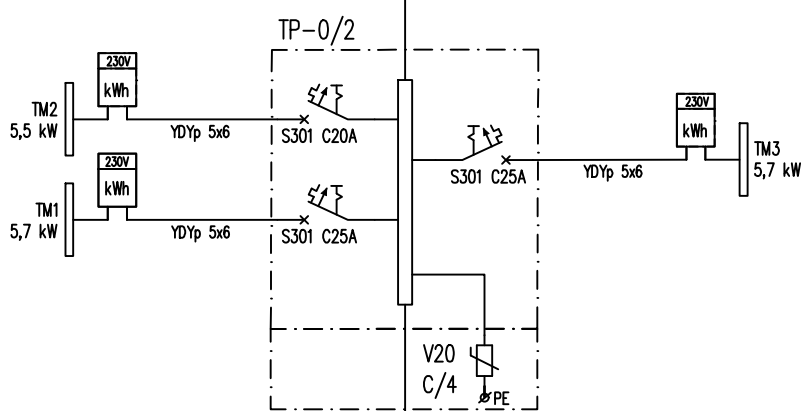 TP-0/2
230V
kWh
TM2
5,5 kW
YDYp 5x6
S301 C20A
230V
kWh
TM1
5,7 kW
YDYp 5x6
S301 C25A
230V
kWh
TM3
5,7 kW
YDYp 5x6
S301 C25A
V20
C/4
PE